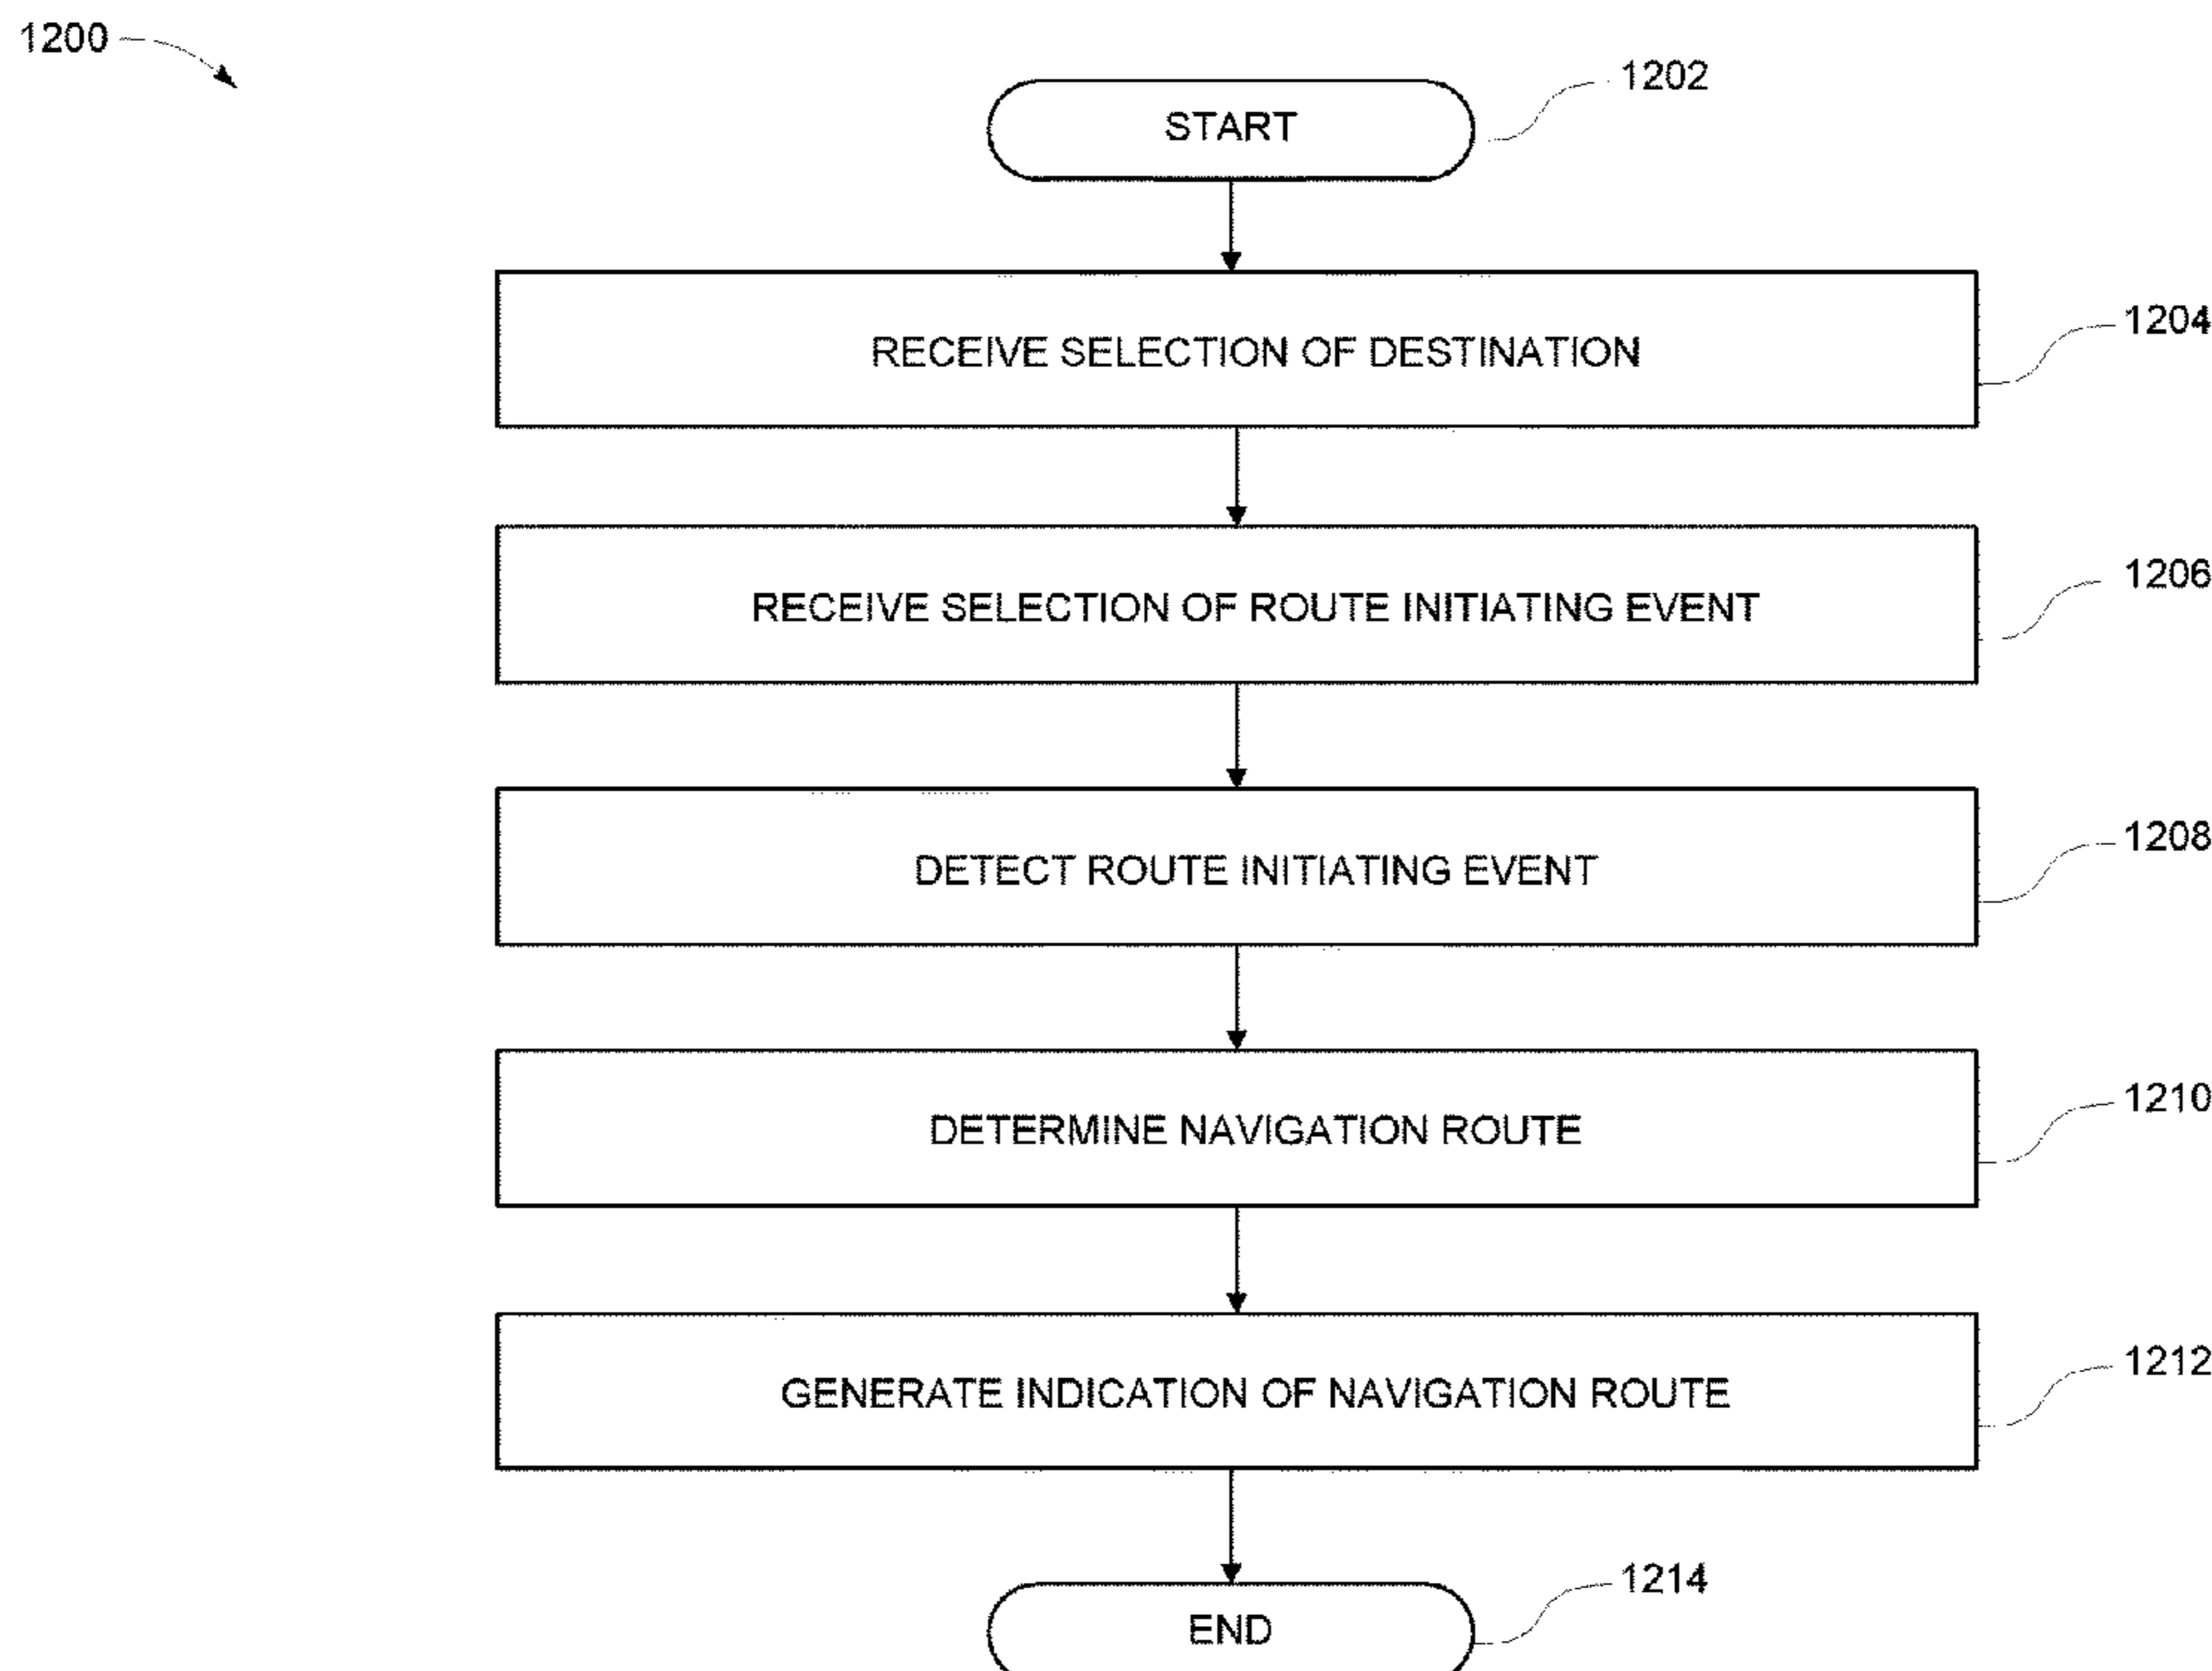 1200
START
1202
RECEIVE SELECTION OF DESTINATION
1204
RECEIVE SELECTION OF ROUTE INITIATING EVENT
1206
DETECT ROUTE INITIATING EVENT
1208
DETERMINE NAVIGATION ROUTE
1210
GENERATE INDICATION OF NAVIGATION ROUTE
1212
END
1214